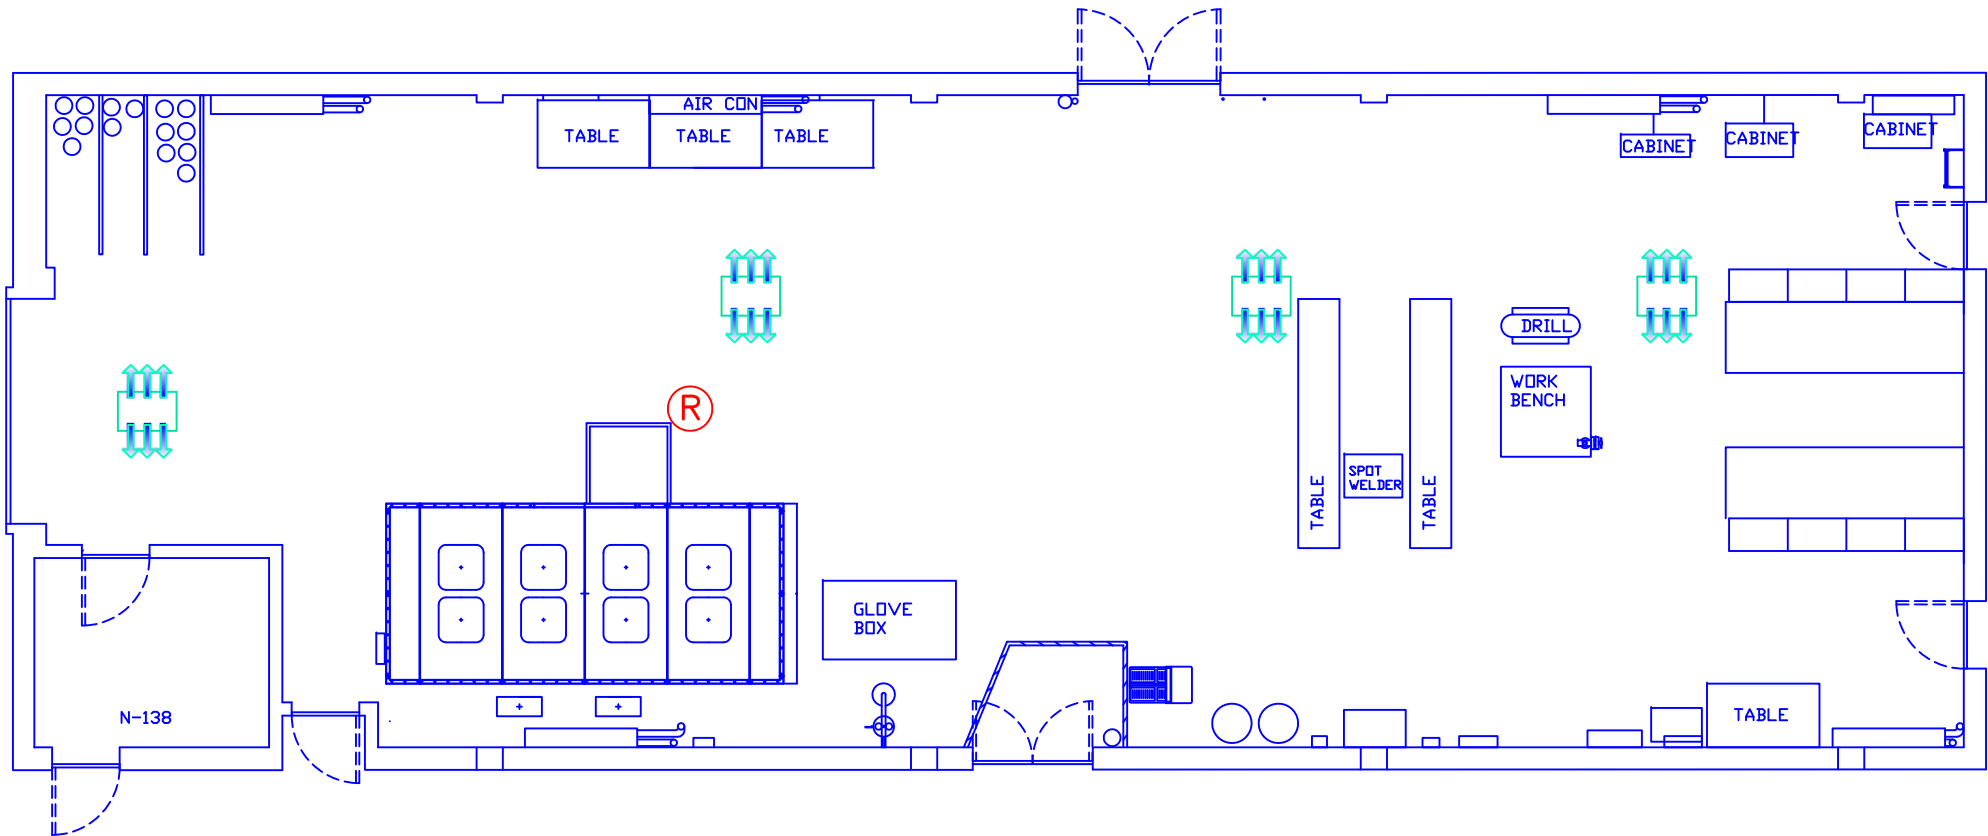 AIR CON
TABLE
TABLE
TABLE
CABINET
CABINET
CABINET
DRILL
WORK
BENCH
R
SPOT
WELDER
TABLE
TABLE
GLOVE
BOX
N-138
TABLE